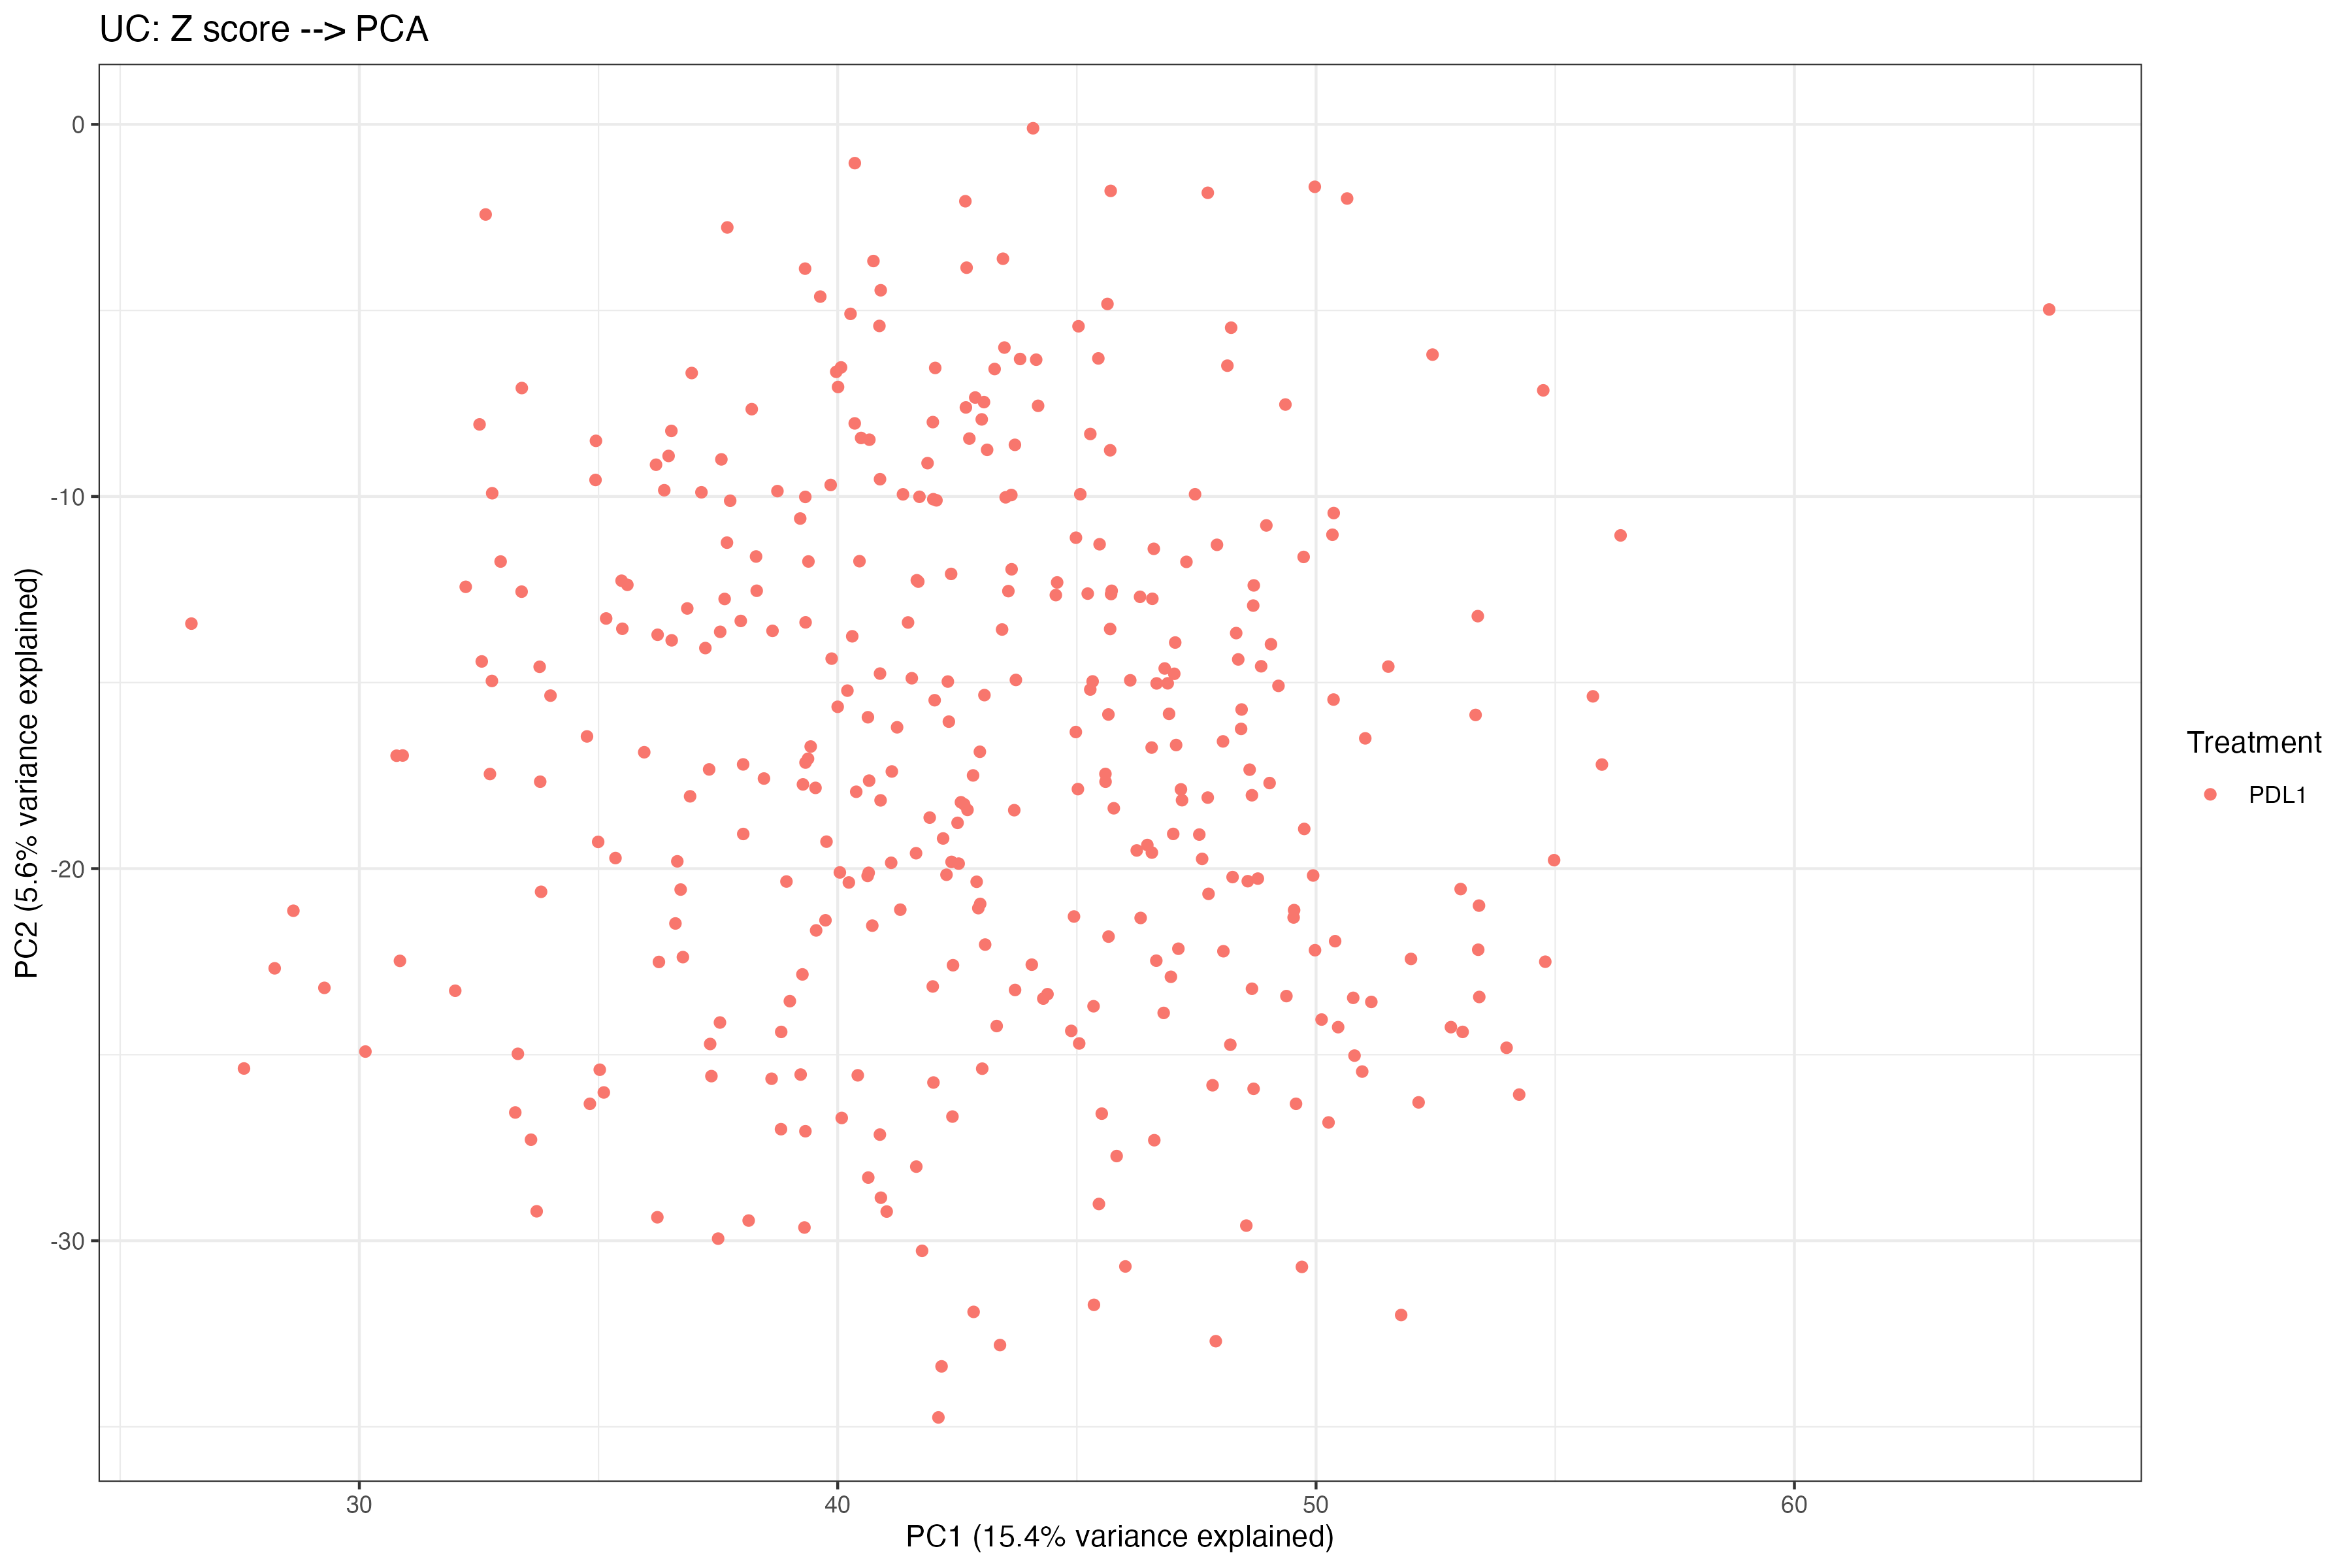 UC: Z score --> PCA
0
-10
-20
-30
PC2 (5.6% variance explained)
30
40
50
60
PC1 (15.4% variance explained)
Treatment
PDL1